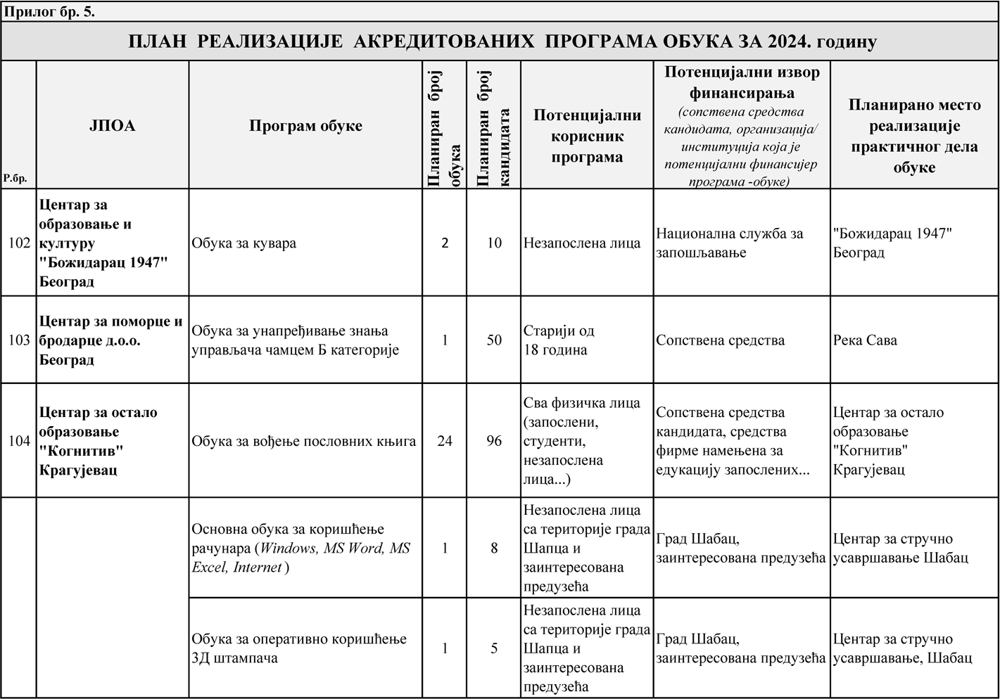 Прилог бр. 5.
ПЛАН РЕАЛИЗАЦИЈЕ АКРЕДИТОВАНИХ ПРОГРАМА ОБУКА ЗА 2024. годину
Р.бр.
ЈПОА
Програм обуке
Планиран број
обука
Планиран број
кандидата
Потенцијални
корисник
програма
Потенцијални извор
финансирања
(сопствена средства
кандидата, организација/
институција која је
потенцијални финансијер
програма -обуке)
Планирано место
реализације
практичног дела
обуке
102
Центар за
образовање и
културу
"Божидарац 1947"
Београд
Обука за кувара
2
10
Незапослена лица
Национална служба за
запошљавање
"Божидарац 1947"
Београд
103
Центар за поморце и
бродарце д.о.о.
Београд
Обука за унапређивање знања
управљача чамцем Б категорије
1
50
Старији од
18 година
Сопствена средства
Река Сава
104
Центар за остало
образовање
"Когнитив"
Крагујевац
Обука за вођење пословних књига
24
96
Сва физичка лица
(запослени,
студенти,
незапослена
лица...)
Сопствена средства
кандидата, средства
фирме намењена за
едукацију запослених...
Центар за остало
образовање
"Когнитив"
Крагујевац
Основна обука за коришћење
рачунара (Windows, MS Word, MS
Excel, Internet )
1
8
Незапослена лица
са територије града
Шапца и
заинтересована
предузећа
Град Шабац,
заинтересована предузећа
Центар за стручно
усавршавање Шабац
Обука за оперативно коришћење
3Д штампача
1
5
Незапослена лица
са територије града
Шапца и
заинтересована
предузећа
Град Шабац,
заинтересована предузећа
Центар за стручно
усавршавање, Шабац